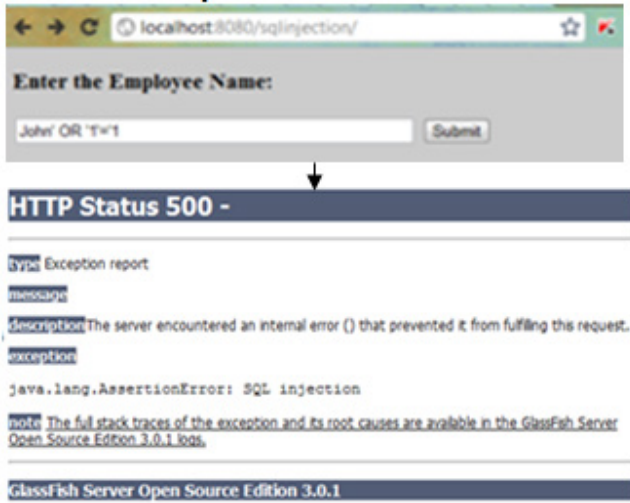 localhost:8080/sqlinjection/
Enter the Employee Name:
John' OR '1'='1
Submit
HTTP Status 500 -
type Exception report
message
description The server encountered an internal error () that prevented it from fulfilling this request.
exception
java.lang.AssertionError: SQL injection
note The full stack traces of the exception and its root causes are available in the GlassFish Server
Open Source Edition 3.0.1 logs.
GlassFish Server Open Source Edition 3.0.1